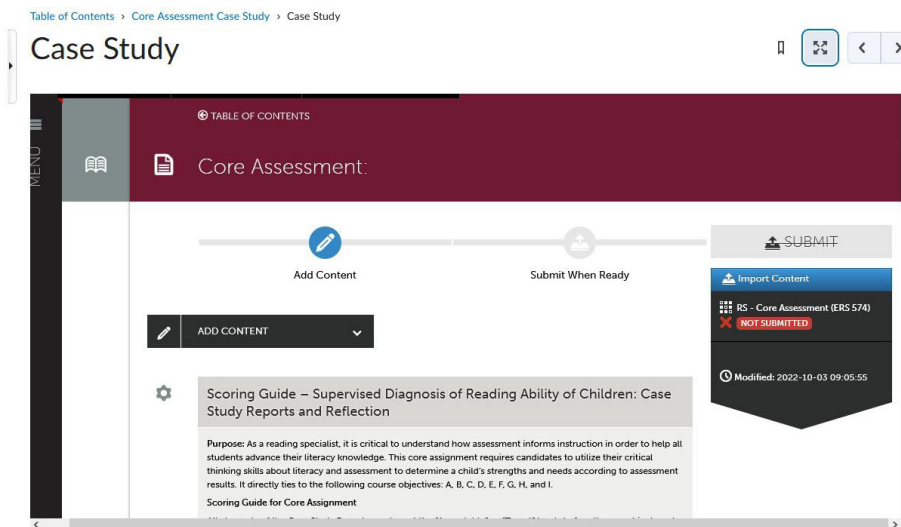 Table of Contents › Core Assessment Case Study › Case Study
Case Study
MENU
TABLE OF CONTENTS
Core Assessment:
SUBMIT
Add Content
Submit When Ready
Import Content
RS - Core Assessment (ERS 574)
NOT SUBMITTED
ADD CONTENT
Modified: 2022-10-03 09:05:55
Scoring Guide – Supervised Diagnosis of Reading Ability of Children: Case
Study Reports and Reflection
Purpose: As a reading specialist, it is critical to understand how assessment informs instruction in order to help all
students advance their literacy knowledge. This core assignment requires candidates to utilize their critical
thinking skills about literacy and assessment to determine a child's strengths and needs according to assessment
results. It directly ties to the following course objectives: A, B, C, D, E, F, G, H, and I.
Scoring Guide for Core Assignment